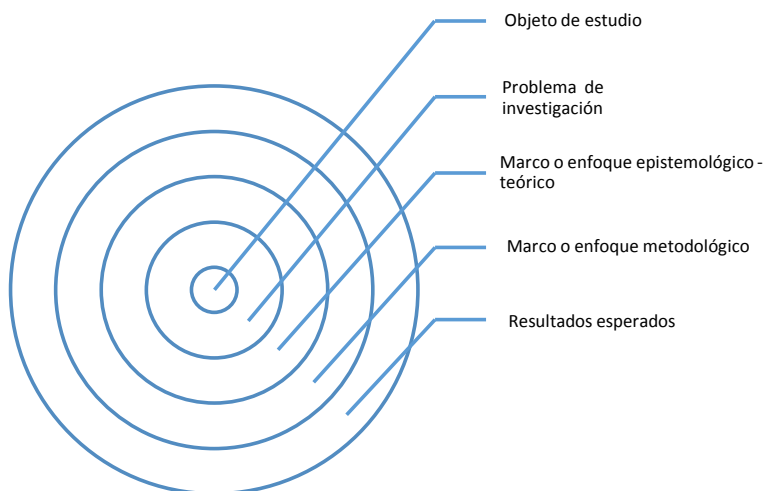 Objeto de estudio
Problema de
investigación
Marco o enfoque epistemológico -
teórico
Marco o enfoque metodológico
Resultados esperados